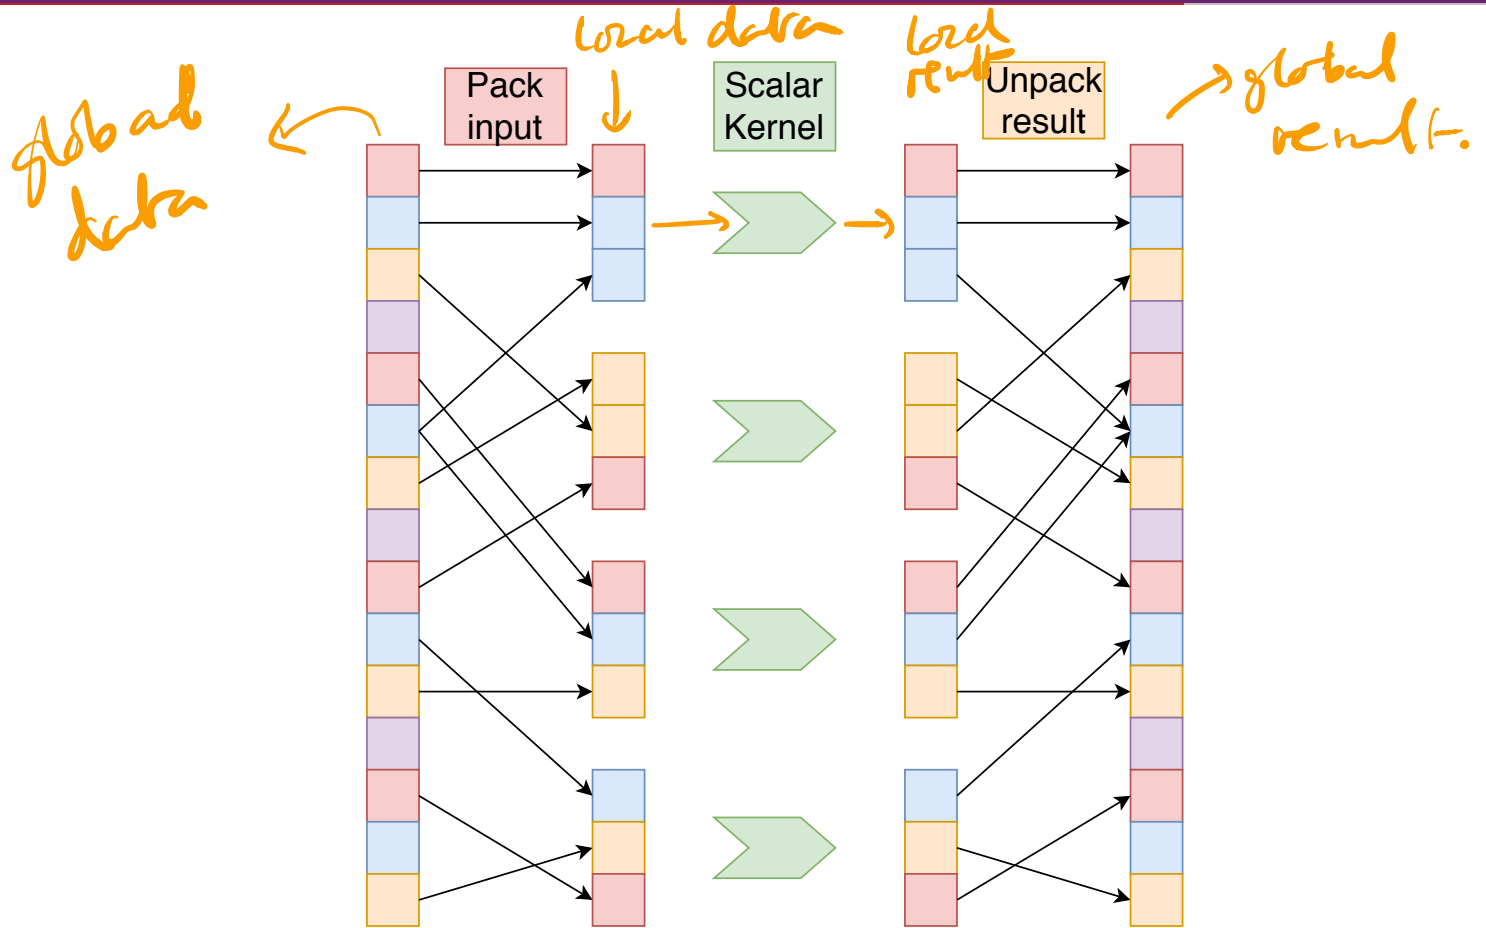 local data
local
result
global
data
Pack
input
Scalar
Kernel
Unpack
result
global
result.